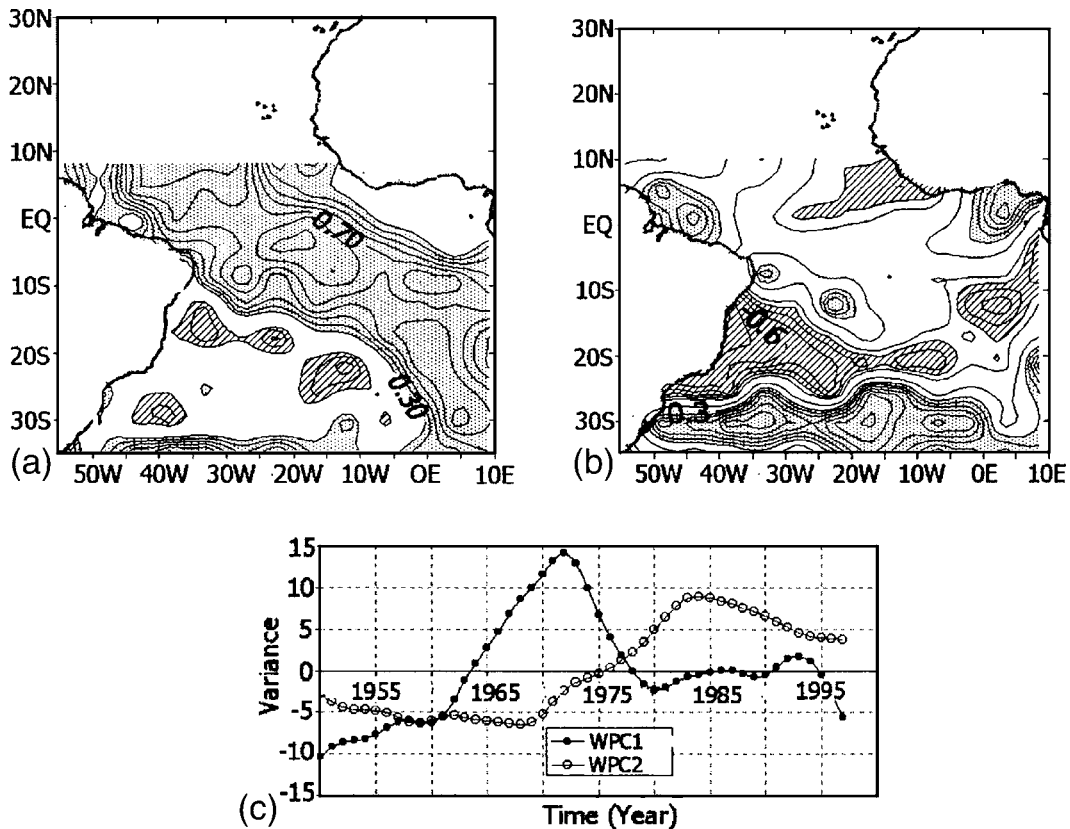 30N
20N
10N
EQ
10S
20S
30S
0.70
0.30
(a)
50W 40W 30W 20W 10W 0E 10E
30N
20N
10N
EQ
10S
20S
30S
-0.6
0.3
(b)
50W 40W 30W 20W 10W 0E 10E
15
10
5
0
-5
-10
-15
Variance
1955 1965 1975 1985 1995
WPC1
WPC2
(c)
Time (Year)